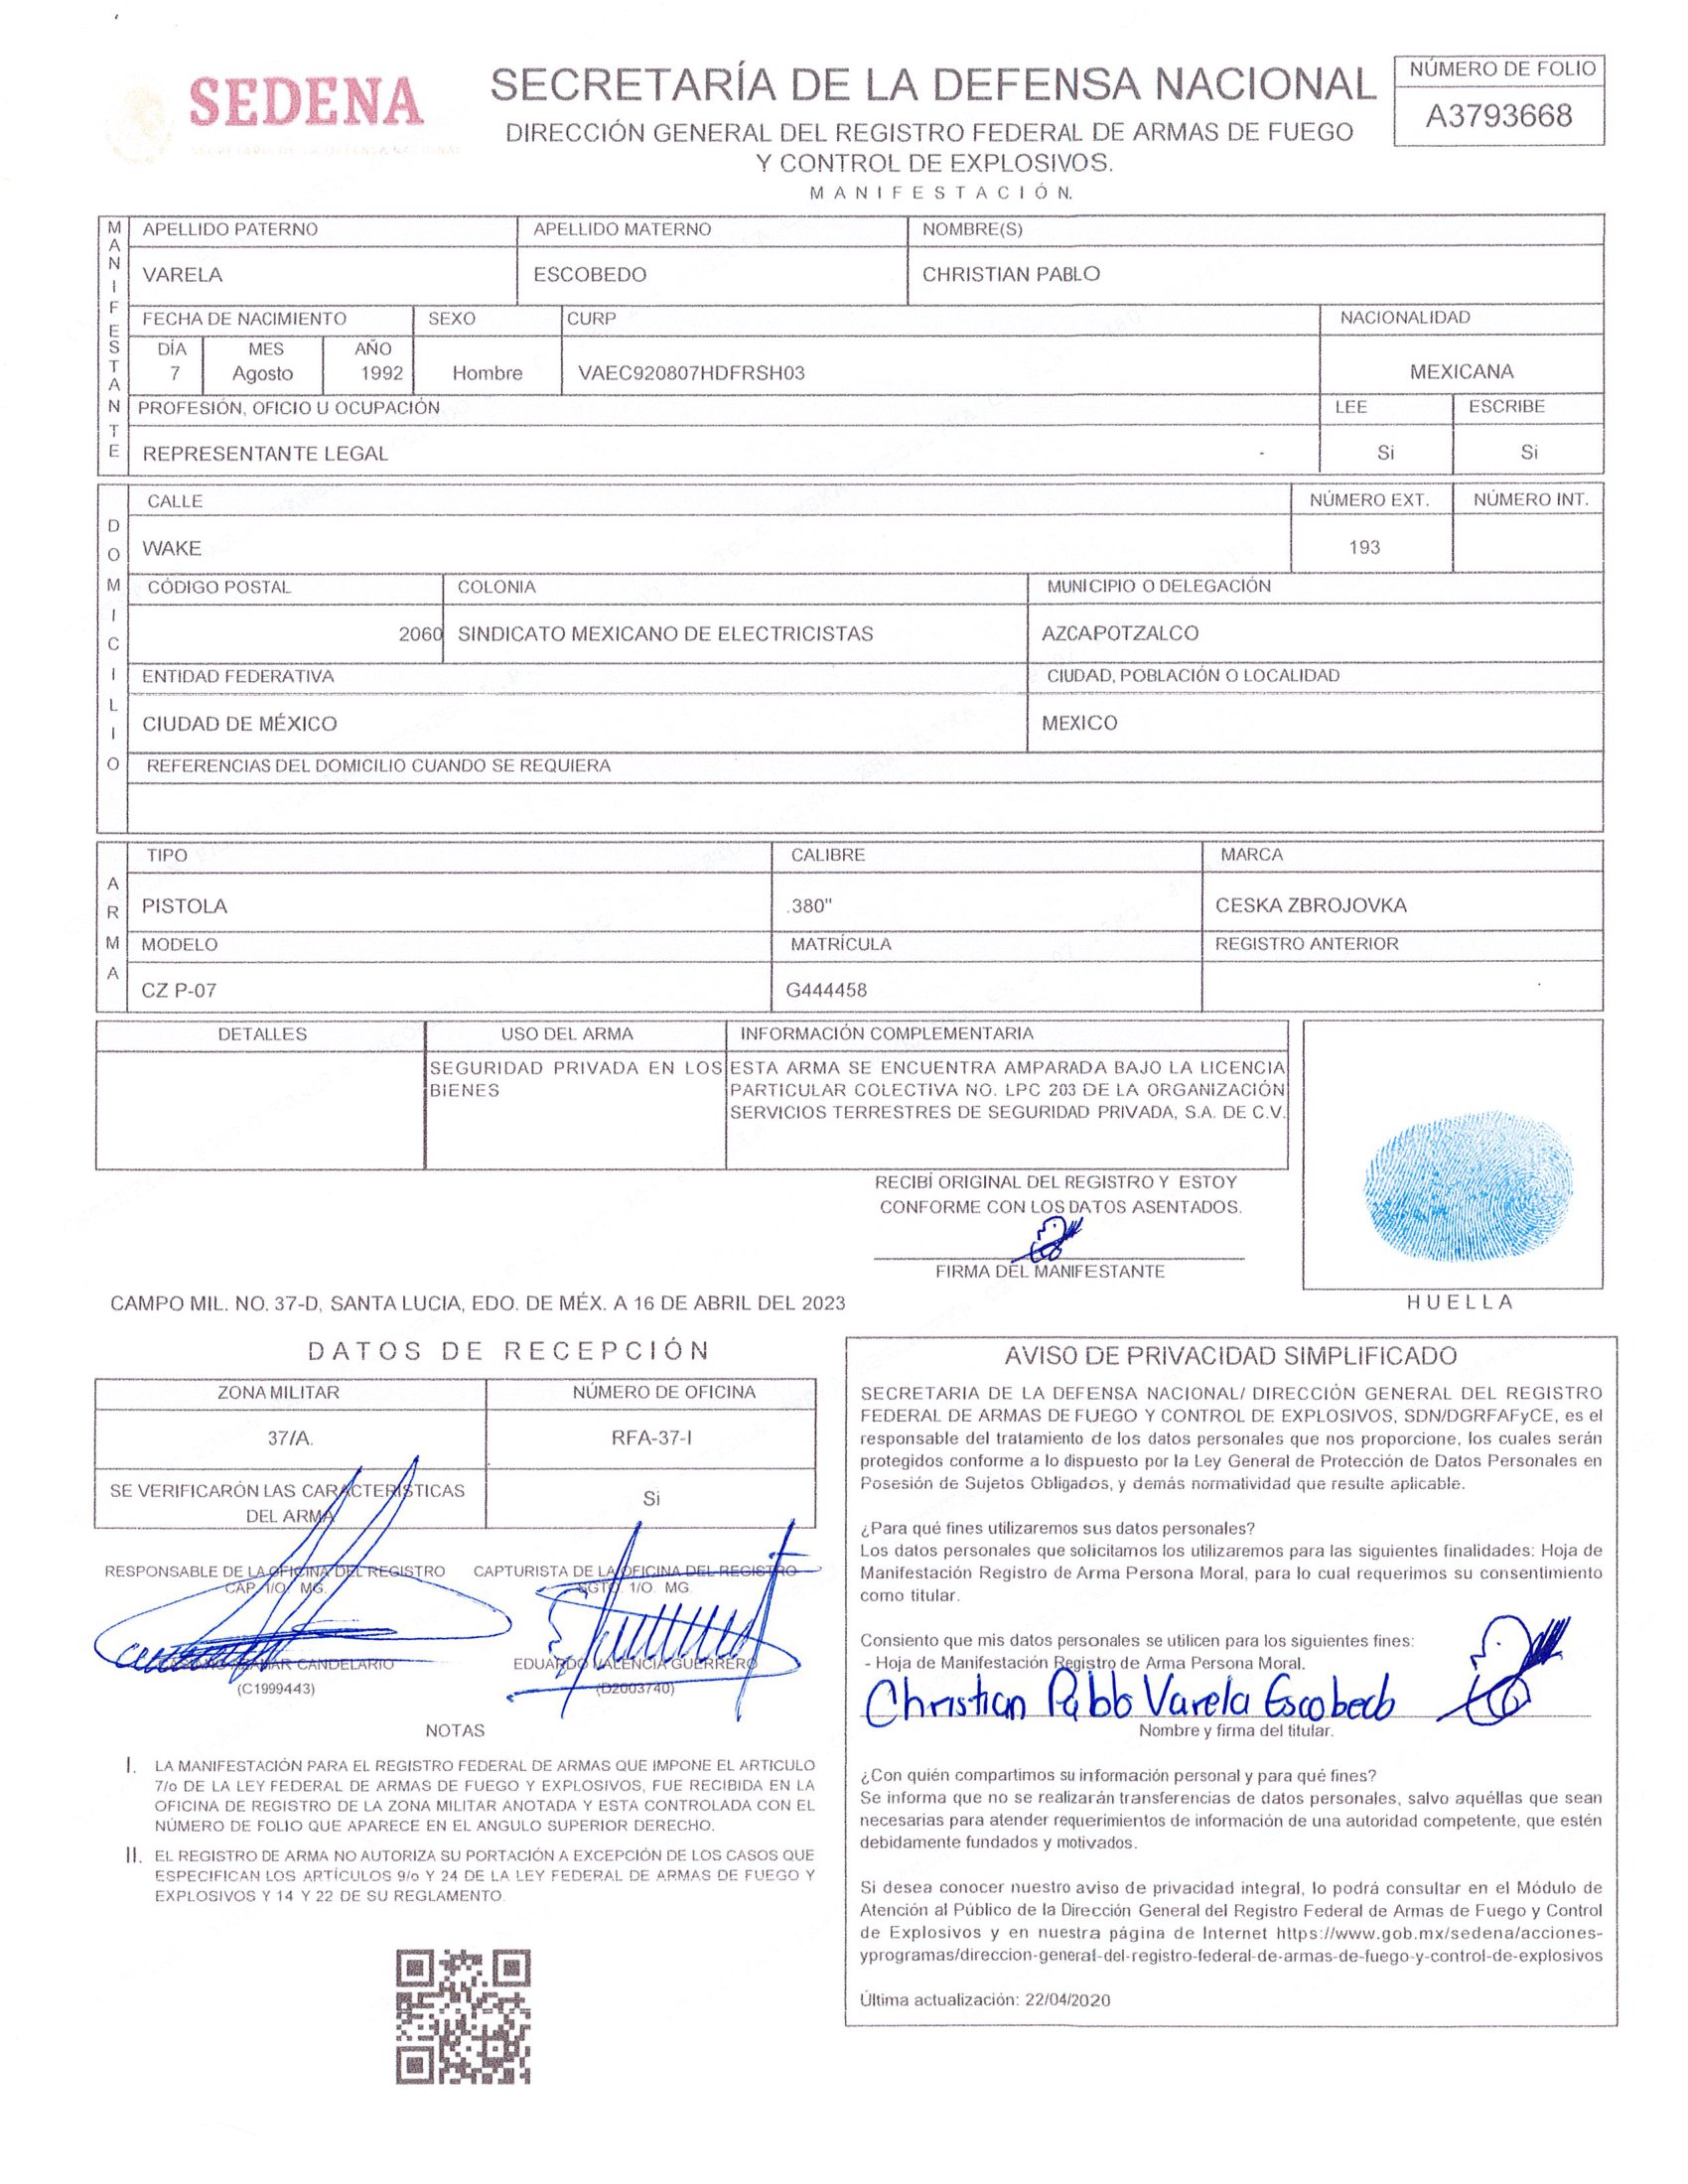 SEDENA
SECRETARÍA DE LA DEFENSA NACIONAL
SECRETARÍA DE LA DEFENSA NACIONAL
DIRECCIÓN GENERAL DEL REGISTRO FEDERAL DE ARMAS DE FUEGO
Y CONTROL DE EXPLOSIVOS.
MANIFESTACIÓN.
NÚMERO DE FOLIO
A3793668
MANIFESTANTE
APELLIDO PATERNO APELLIDO MATERNO NOMBRE(S)
VARELA ESCOBEDO CHRISTIAN PABLO
FECHA DE NACIMIENTO SEXO CURP NACIONALIDAD
DÍA MES AÑO
7 Agosto 1992 Hombre VAEC920807HDFRSH03 MEXICANA
PROFESIÓN, OFICIO U OCUPACIÓN LEE ESCRIBE
REPRESENTANTE LEGAL - Si Si
DOMICILIO
CALLE NÚMERO EXT. NÚMERO INT.
WAKE 193
CÓDIGO POSTAL COLONIA MUNICIPIO O DELEGACIÓN
2060 SINDICATO MEXICANO DE ELECTRICISTAS AZCAPOTZALCO
ENTIDAD FEDERATIVA CIUDAD, POBLACIÓN O LOCALIDAD
CIUDAD DE MÉXICO MEXICO
REFERENCIAS DEL DOMICILIO CUANDO SE REQUIERA
ARMA
TIPO CALIBRE MARCA
PISTOLA .380" CESKA ZBROJOVKA
MODELO MATRÍCULA REGISTRO ANTERIOR
CZ P-07 G444458
DETALLES USO DEL ARMA INFORMACIÓN COMPLEMENTARIA
SEGURIDAD PRIVADA EN LOS BIENES
ESTA ARMA SE ENCUENTRA AMPARADA BAJO LA LICENCIA
PARTICULAR COLECTIVA NO. LPC 203 DE LA ORGANIZACIÓN
SERVICIOS TERRESTRES DE SEGURIDAD PRIVADA, S.A. DE C.V.
RECIBÍ ORIGINAL DEL REGISTRO Y ESTOY
CONFORME CON LOS DATOS ASENTADOS.
FIRMA DEL MANIFESTANTE
HUELLA
CAMPO MIL. NO. 37-D, SANTA LUCIA, EDO. DE MÉX. A 16 DE ABRIL DEL 2023
DATOS DE RECEPCIÓN
ZONA MILITAR NÚMERO DE OFICINA
37/A. RFA-37-I
SE VERIFICARÓN LAS CARACTERISTICAS
DEL ARMA
Si
RESPONSABLE DE LA OFICINA DEL REGISTRO
CAP. 1/O. MG.
CANDELARIO
(C1999443)
CAPTURISTA DE LA OFICINA DEL REGISTRO
SGTO. 1/O. MG.
EDUARDO VALENCIA GUERRERO
(D2003740)
NOTAS
I. LA MANIFESTACIÓN PARA EL REGISTRO FEDERAL DE ARMAS QUE IMPONE EL ARTICULO
7/o DE LA LEY FEDERAL DE ARMAS DE FUEGO Y EXPLOSIVOS, FUE RECIBIDA EN LA
OFICINA DE REGISTRO DE LA ZONA MILITAR ANOTADA Y ESTA CONTROLADA CON EL
NÚMERO DE FOLIO QUE APARECE EN EL ANGULO SUPERIOR DERECHO.
II. EL REGISTRO DE ARMA NO AUTORIZA SU PORTACIÓN A EXCEPCIÓN DE LOS CASOS QUE
ESPECIFICAN LOS ARTÍCULOS 9/o Y 24 DE LA LEY FEDERAL DE ARMAS DE FUEGO Y
EXPLOSIVOS Y 14 Y 22 DE SU REGLAMENTO.
AVISO DE PRIVACIDAD SIMPLIFICADO
SECRETARIA DE LA DEFENSA NACIONAL/ DIRECCIÓN GENERAL DEL REGISTRO
FEDERAL DE ARMAS DE FUEGO Y CONTROL DE EXPLOSIVOS, SDN/DGRFAFyCE, es el
responsable del tratamiento de los datos personales que nos proporcione, los cuales serán
protegidos conforme a lo dispuesto por la Ley General de Protección de Datos Personales en
Posesión de Sujetos Obligados, y demás normatividad que resulte aplicable.
¿Para qué fines utilizaremos sus datos personales?
Los datos personales que solicitamos los utilizaremos para las siguientes finalidades: Hoja de
Manifestación Registro de Arma Persona Moral, para lo cual requerimos su consentimiento
como titular.
Consiento que mis datos personales se utilicen para los siguientes fines:
- Hoja de Manifestación Registro de Arma Persona Moral.
Christian Pablo Varela Escobedo
Nombre y firma del titular.
¿Con quién compartimos su información personal y para qué fines?
Se informa que no se realizarán transferencias de datos personales, salvo aquéllas que sean
necesarias para atender requerimientos de información de una autoridad competente, que estén
debidamente fundados y motivados.
Si desea conocer nuestro aviso de privacidad integral, lo podrá consultar en el Módulo de
Atención al Público de la Dirección General del Registro Federal de Armas de Fuego y Control
de Explosivos y en nuestra página de Internet https://www.gob.mx/sedena/acciones-
yprogramas/direccion-general-del-registro-federal-de-armas-de-fuego-y-control-de-explosivos
Última actualización: 22/04/2020